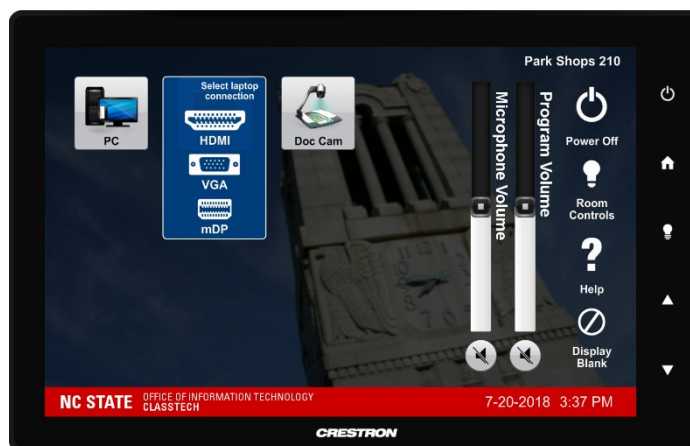 Park Shops 210
PC
Select laptop
connection
HDMI
VGA
mDP
Doc Cam
Microphone Volume
Program Volume
Power Off
Room
Controls
Help
Display
Blank
NC STATE
OFFICE OF INFORMATION TECHNOLOGY
CLASSTECH
7-20-2018 3:37 PM
CRESTRON